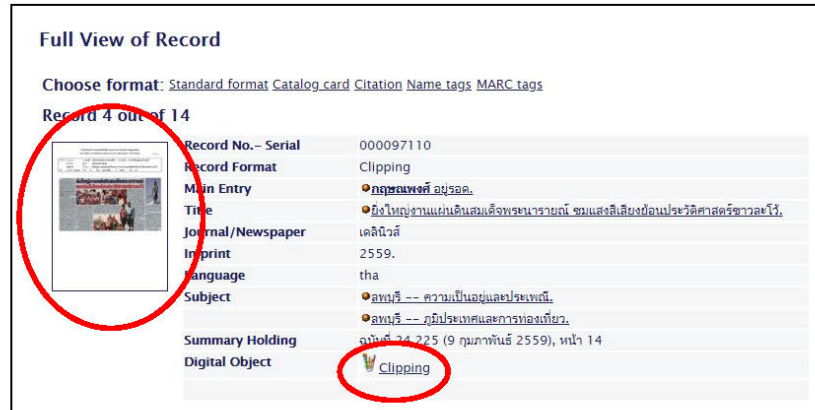 Full View of Record
Choose format: Standard format Catalog card Citation Name tags MARC tags
Record 4 out of 14
Record No.– Serial 000097110
Record Format Clipping
Main Entry กฤษณพงศ์ อยู่รอด.
Title ยิ่งใหญ่งานแผ่นดินสมเด็จพระนารายณ์ ชมแสงสีเสียงย้อนประวัติศาสตร์ชาวละโว้.
Journal/Newspaper เดลินิวส์
Imprint 2559.
Language tha
Subject ลพบุรี -- ความเป็นอยู่และประเพณี.
ลพบุรี -- ภูมิประเทศและการท่องเที่ยว.
Summary Holding ฉบับที่ 24,225 (9 กุมภาพันธ์ 2559), หน้า 14
Digital Object Clipping